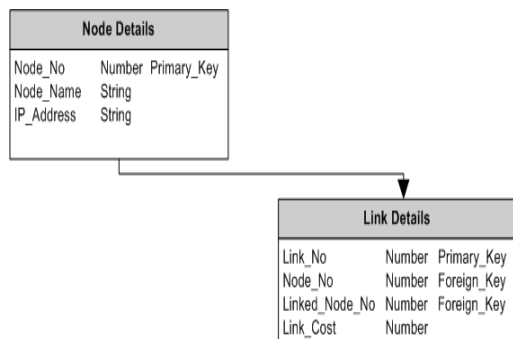 Node Details
Node_No Number Primary_Key
Node_Name String
IP_Address String
Link Details
Link_No Number Primary_Key
Node_No Number Foreign_Key
Linked_Node_No Number Foreign_Key
Link_Cost Number